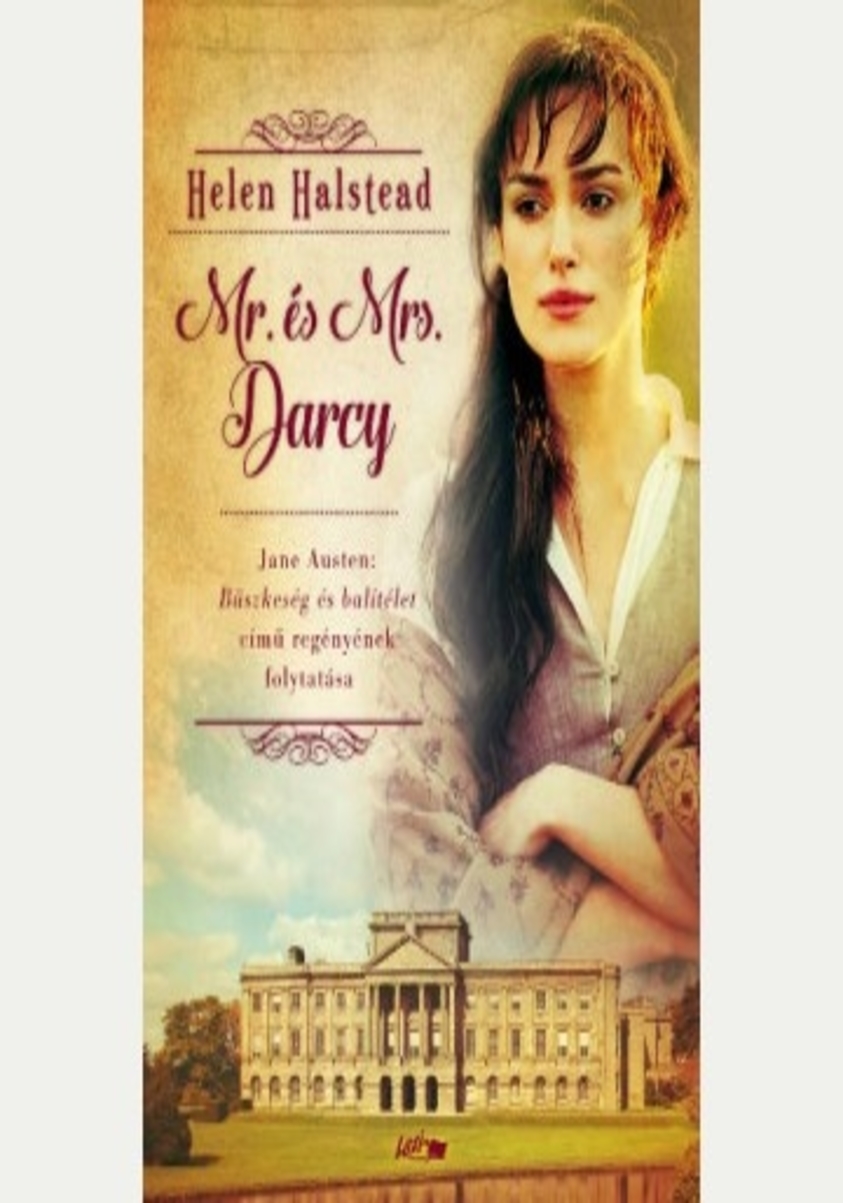 Helen Halstead
Mr. és Mrs.
Darcy
Jane Austen:
Büszkeség és balítélet
című regényének
folytatása